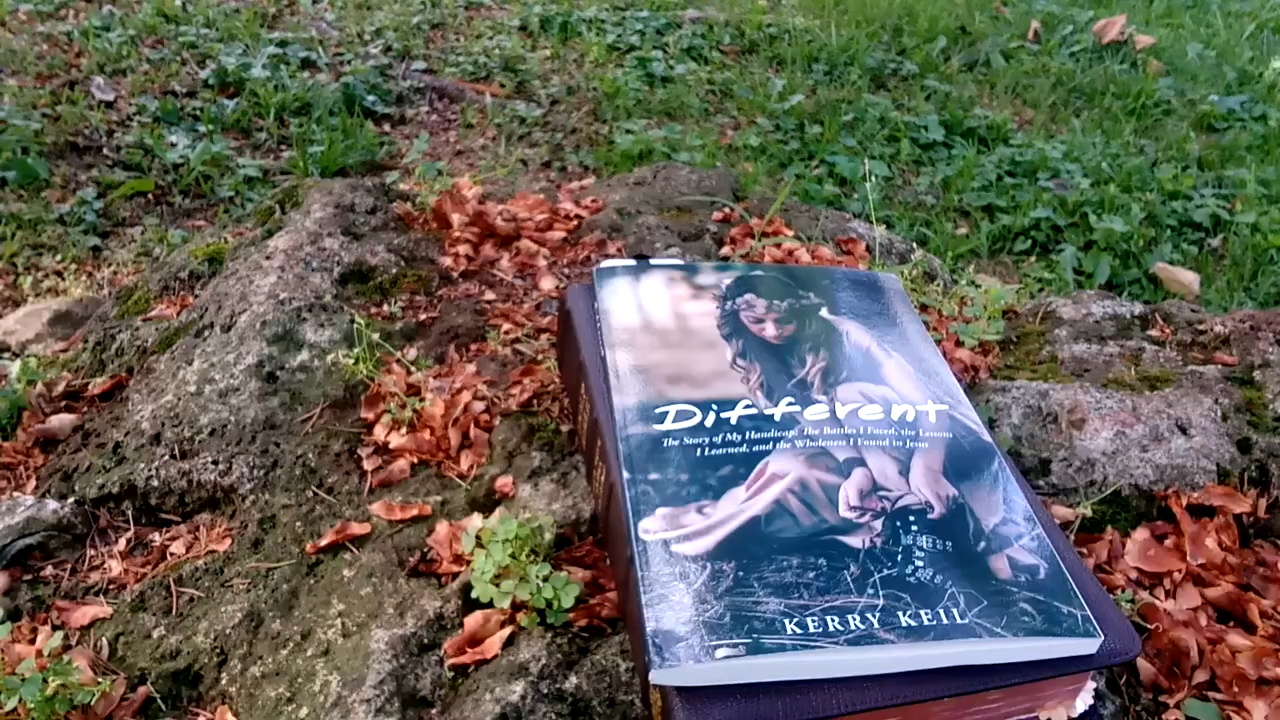 Different
The Story of My Handicap: The Battles I Faced, the Lessons
I Learned, and the Wholeness I Found in Jesus
KERRY KEIL